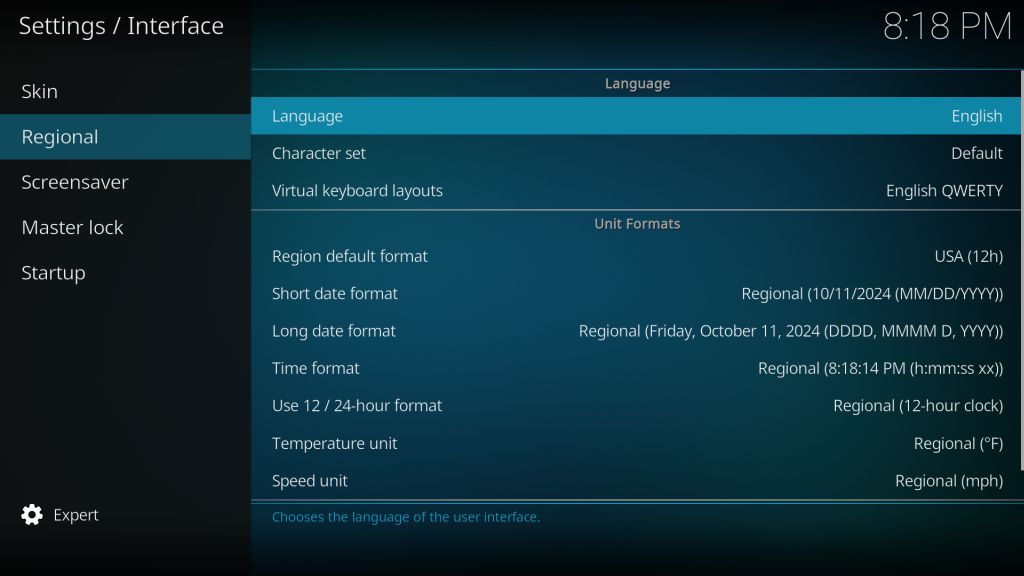 Settings / Interface
8:18 PM
Skin
Regional
Screensaver
Master lock
Startup
Expert
Language
Language English
Character set Default
Virtual keyboard layouts English QWERTY
Unit Formats
Region default format USA (12h)
Short date format Regional (10/11/2024 (MM/DD/YYYY))
Long date format Regional (Friday, October 11, 2024 (DDDD, MMMM D, YYYY))
Time format Regional (8:18:14 PM (h:mm:ss xx))
Use 12 / 24-hour format Regional (12-hour clock)
Temperature unit Regional (°F)
Speed unit Regional (mph)
Chooses the language of the user interface.